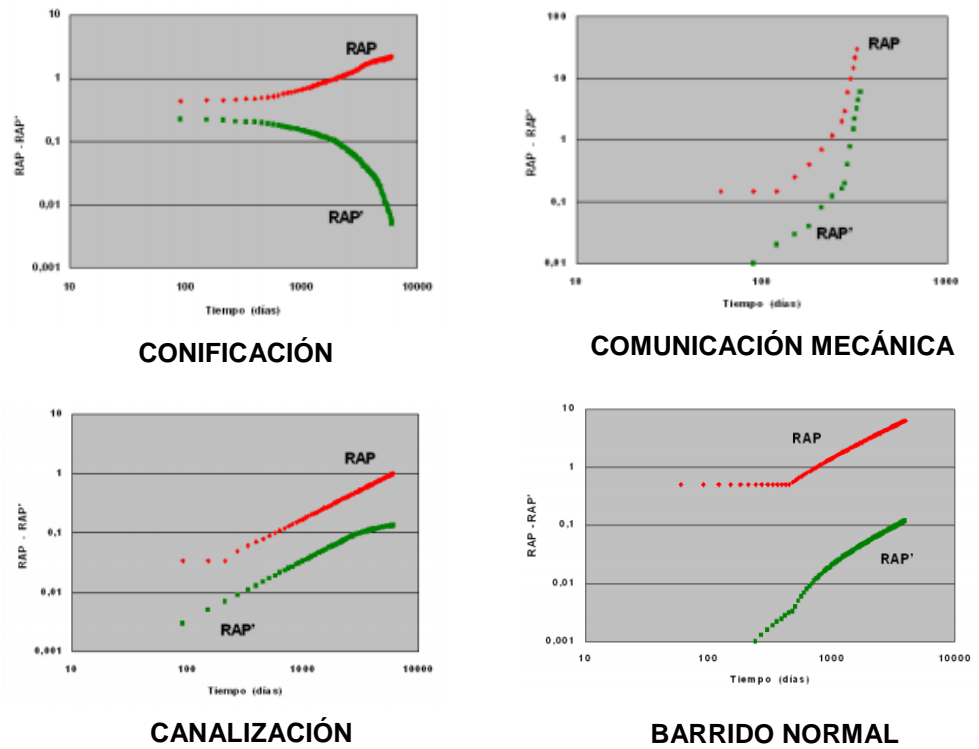 10
1
0,1
0,01
0,001
10
100
1000
10000
RAP - RAP'
Tiempo (días)
RAP
RAP'
CONIFICACIÓN
100
10
1
0,1
0,01
10
100
1000
RAP - RAP'
Tiempo (días)
RAP
RAP'
COMUNICACIÓN MECÁNICA
10
1
0,1
0,01
0,001
10
100
1000
10000
RAP - RAP'
Tiempo (días)
RAP
RAP'
CANALIZACIÓN
10
1
0,1
0,01
0,001
10
100
1000
10000
RAP -RAP'
Tiempo (días)
RAP
RAP'
BARRIDO NORMAL